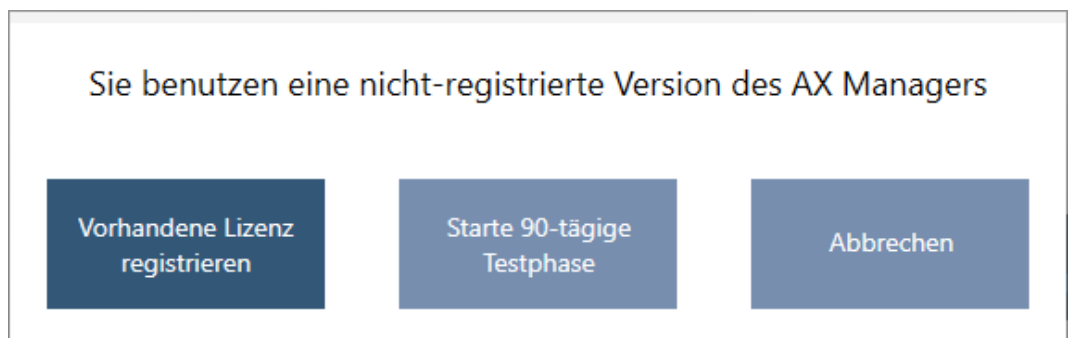 Sie benutzen eine nicht-registrierte Version des AX Managers
Vorhandene Lizenz
registrieren
Starte 90-tägige
Testphase
Abbrechen